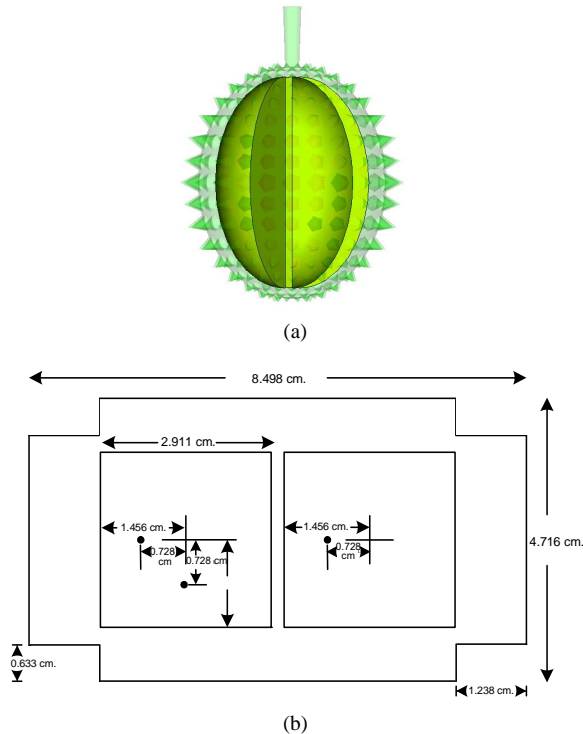 (a)
8.498 cm.
2.911 cm.
1.456 cm.
1.456 cm.
0.728
cm
0.728
cm
0.728
cm
4.716 cm.
0.633 cm.
1.238 cm.
(b)